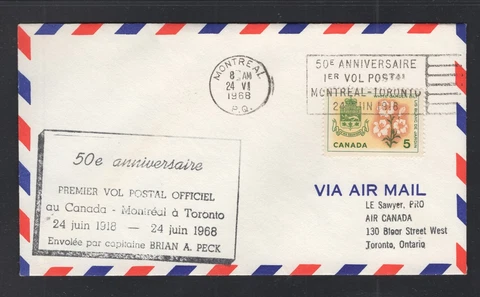 MONTREAL
8 AM
24 VI
1968
P.Q.
50E ANNIVERSAIRE
1ER VOL POSTAL
MONTREAL-TORONTO
24 JUIN 1918
CANADA 5
50e anniversaire
PREMIER VOL POSTAL OFFICIEL
au Canada - Montréal à Toronto
24 juin 1918 — 24 juin 1968
Envolée par capitaine BRIAN A. PECK
VIA AIR MAIL
LE Sawyer, PRO
AIR CANADA
130 Bloor Street West
Toronto, Ontario